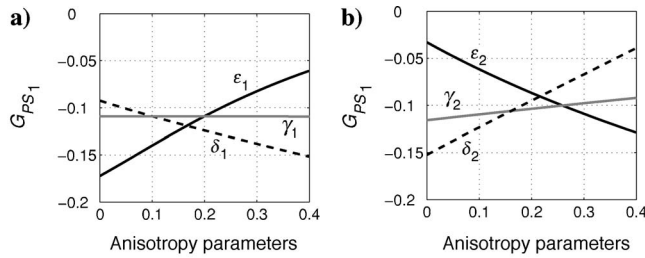 a)
0
−0.05
−0.1
−0.15
−0.2
G_PS₁
ε₁
γ₁
δ₁
0 0.1 0.2 0.3 0.4
Anisotropy parameters
b)
0
−0.05
−0.1
−0.15
−0.2
G_PS₁
ε₂
γ₂
δ₂
0 0.1 0.2 0.3 0.4
Anisotropy parameters